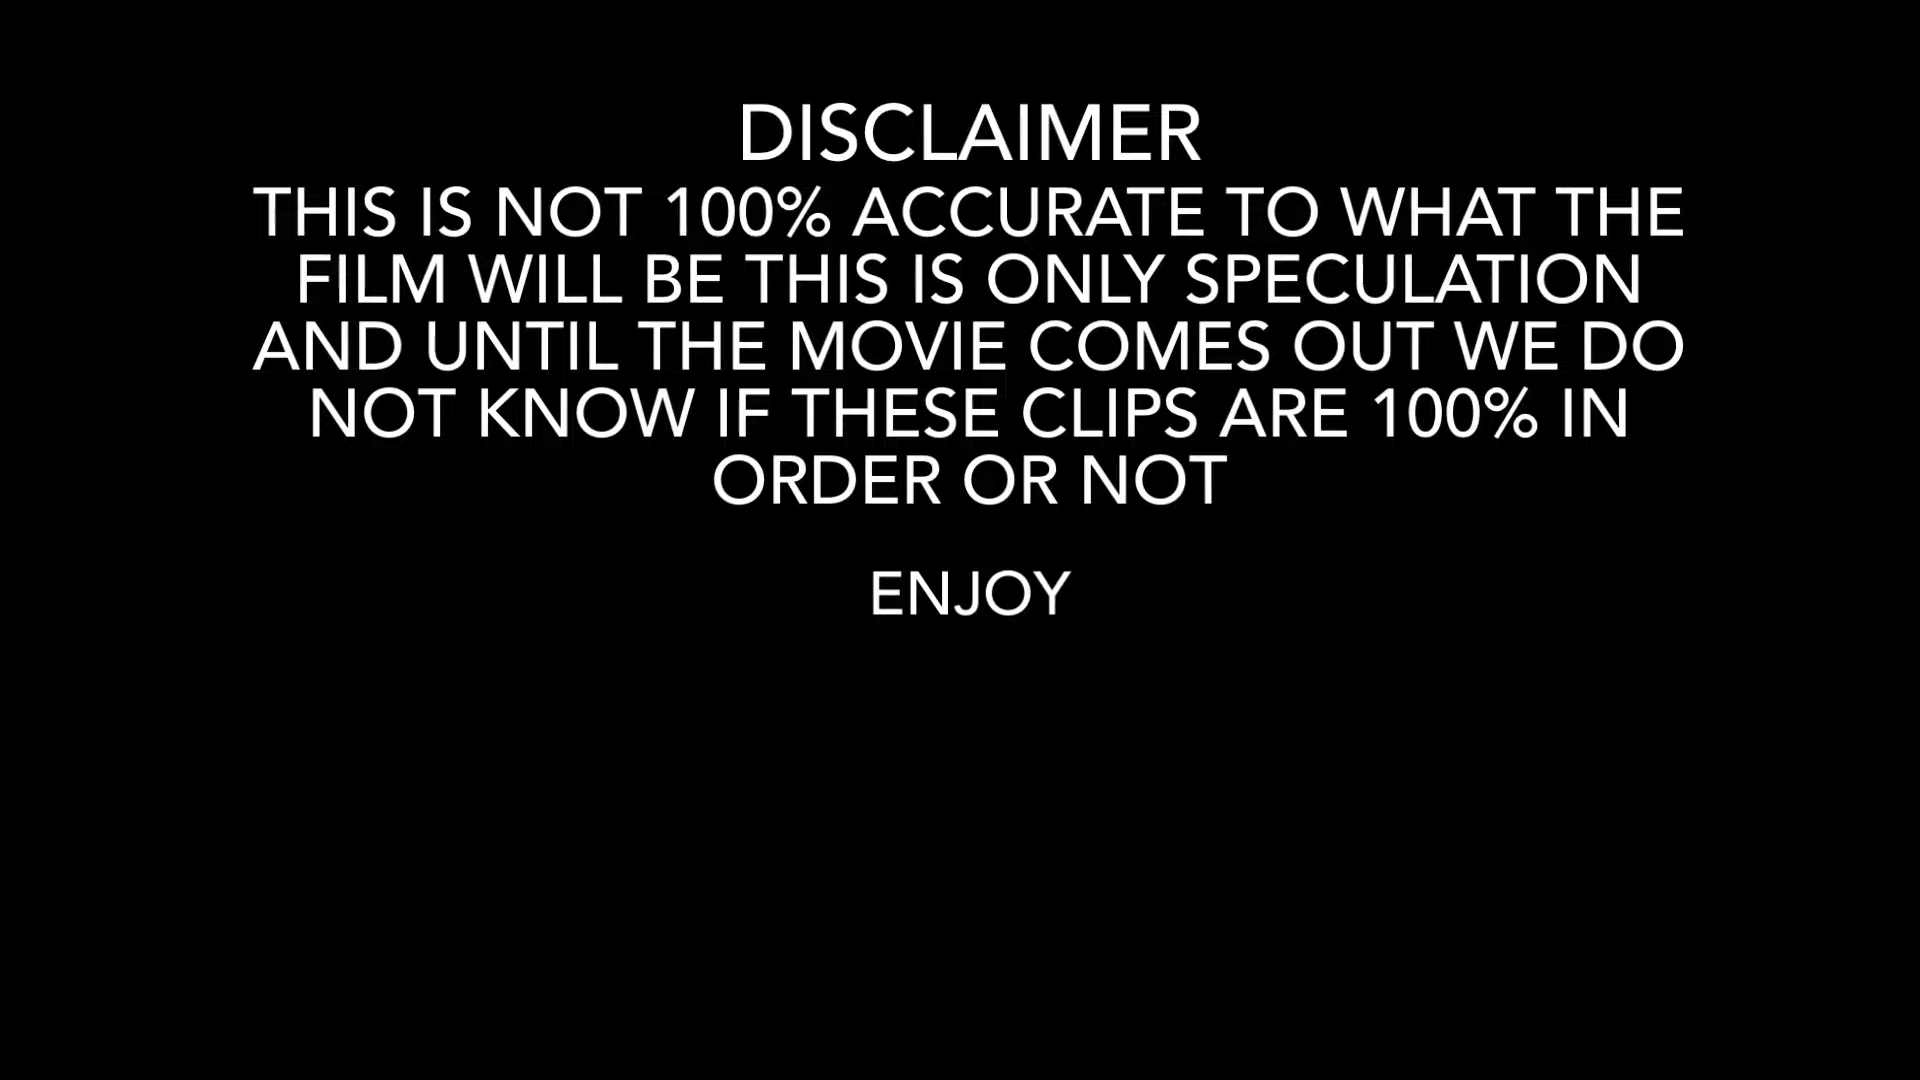 DISCLAIMER
THIS IS NOT 100% ACCURATE TO WHAT THE
FILM WILL BE THIS IS ONLY SPECULATION
AND UNTIL THE MOVIE COMES OUT WE DO
NOT KNOW IF THESE CLIPS ARE 100% IN
ORDER OR NOT
ENJOY